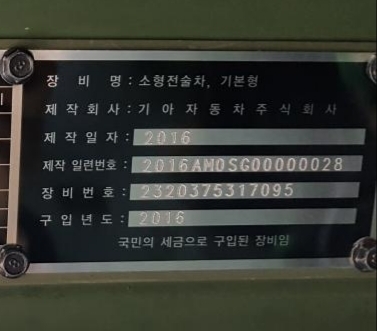 장 비 명 : 소형전술차, 기본형
제 작 회 사 : 기 아 자 동 차 주 식 회 사
제 작 일 자 : 2016
제작 일련번호 : 2016AM0SG00000028
장 비 번 호 : 2320375317095
구 입 년 도 : 2016
국민의 세금으로 구입된 장비임